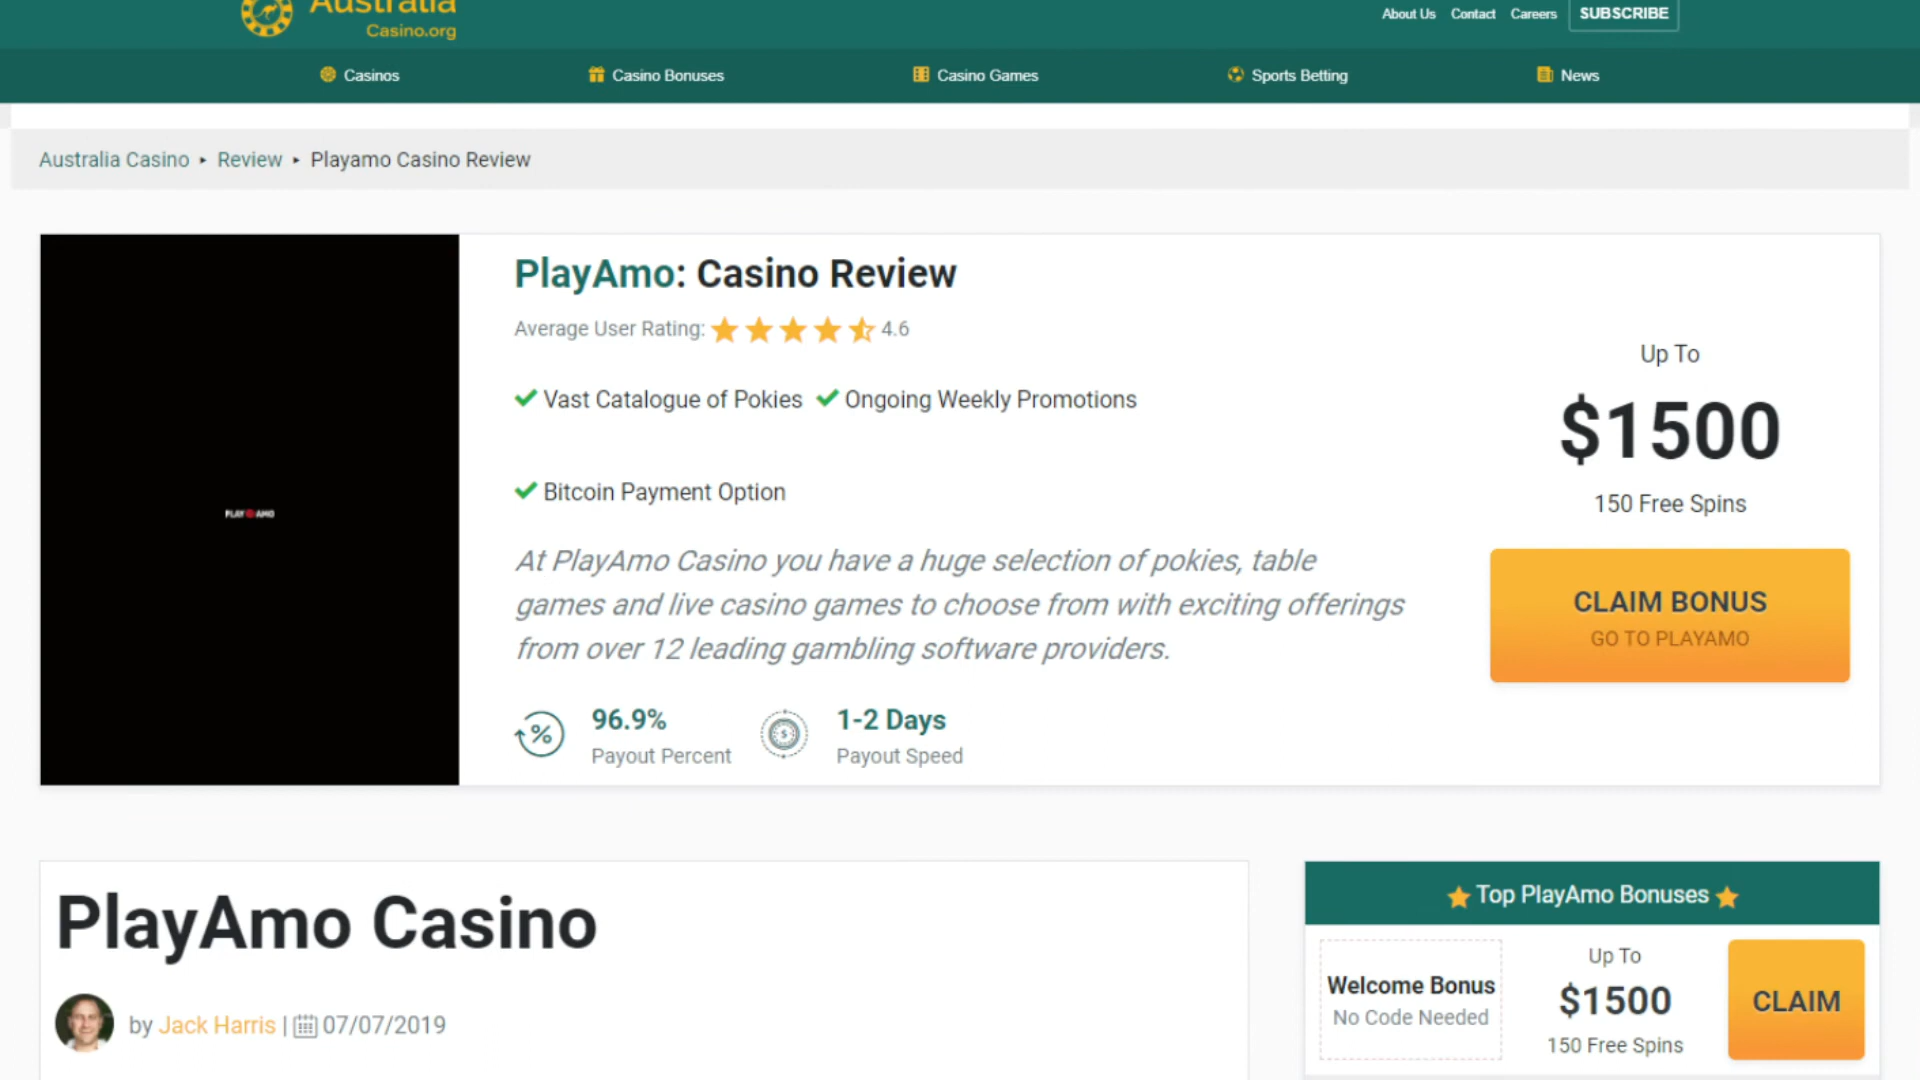 Australia
Casino.org
About Us Contact Careers SUBSCRIBE
Casinos Casino Bonuses Casino Games Sports Betting News
Australia Casino ‣ Review ‣ Playamo Casino Review
PLAY AMO
PlayAmo: Casino Review
Average User Rating: 4.6
Vast Catalogue of Pokies Ongoing Weekly Promotions
Bitcoin Payment Option
At PlayAmo Casino you have a huge selection of pokies, table
games and live casino games to choose from with exciting offerings
from over 12 leading gambling software providers.
96.9%
Payout Percent
1-2 Days
Payout Speed
Up To
$1500
150 Free Spins
CLAIM BONUS
GO TO PLAYAMO
PlayAmo Casino
by Jack Harris | 07/07/2019
Top PlayAmo Bonuses
Welcome Bonus
No Code Needed
Up To
$1500
150 Free Spins
CLAIM